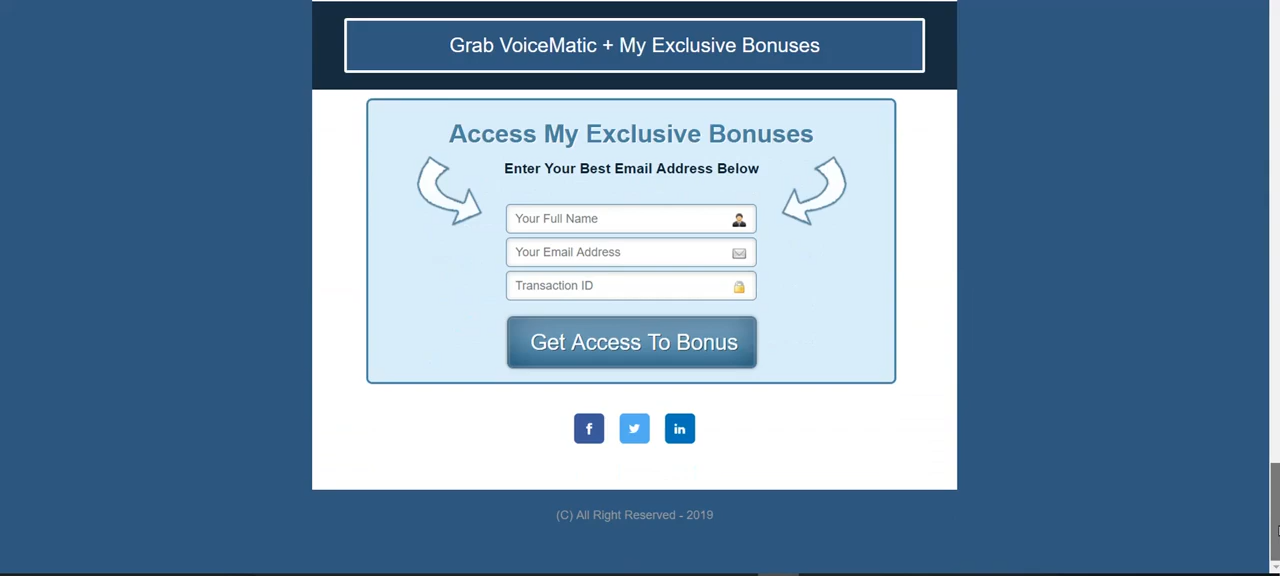 Grab VoiceMatic + My Exclusive Bonuses
Access My Exclusive Bonuses
Enter Your Best Email Address Below
Your Full Name
Your Email Address
Transaction ID
Get Access To Bonus
f
in
(C) All Right Reserved - 2019